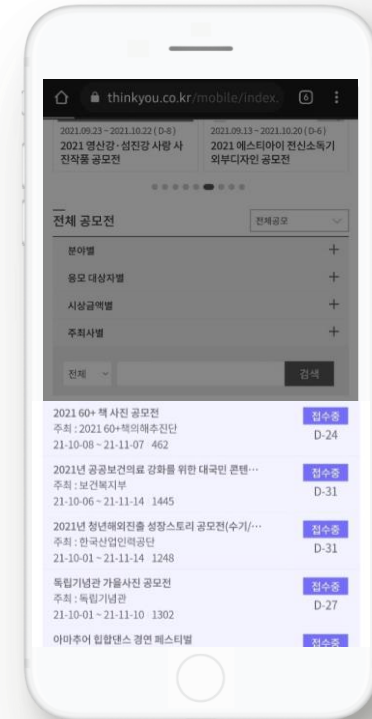 thinkyou.co.kr/mobile/index.
6
2021.09.23 ~ 2021.10.22 ( D-8 )
2021 영산강·섬진강 사랑 사
진작품 공모전
2021.09.13 ~ 2021.10.20 ( D-6 )
2021 에스티아이 전신소독기
외부디자인 공모전
전체 공모전
전체공모
분야별
응모 대상자별
시상금액별
주최사별
전체
검색
2021 60+ 책 사진 공모전
접수중
주최 : 2021 60+책의해추진단
D-24
21-10-08 ~ 21-11-07 462
2021년 공공보건의료 강화를 위한 대국민 콘텐…
접수중
주최 : 보건복지부
D-31
21-10-06 ~ 21-11-14 1445
2021년 청년해외진출 성장스토리 공모전(수기/…
접수중
주최 : 한국산업인력공단
D-31
21-10-01 ~ 21-11-14 1248
독립기념관 가을사진 공모전
접수중
주최 : 독립기념관
D-27
21-10-01 ~ 21-11-10 1302
아마추어 힙합댄스 경연 페스티벌
접수중